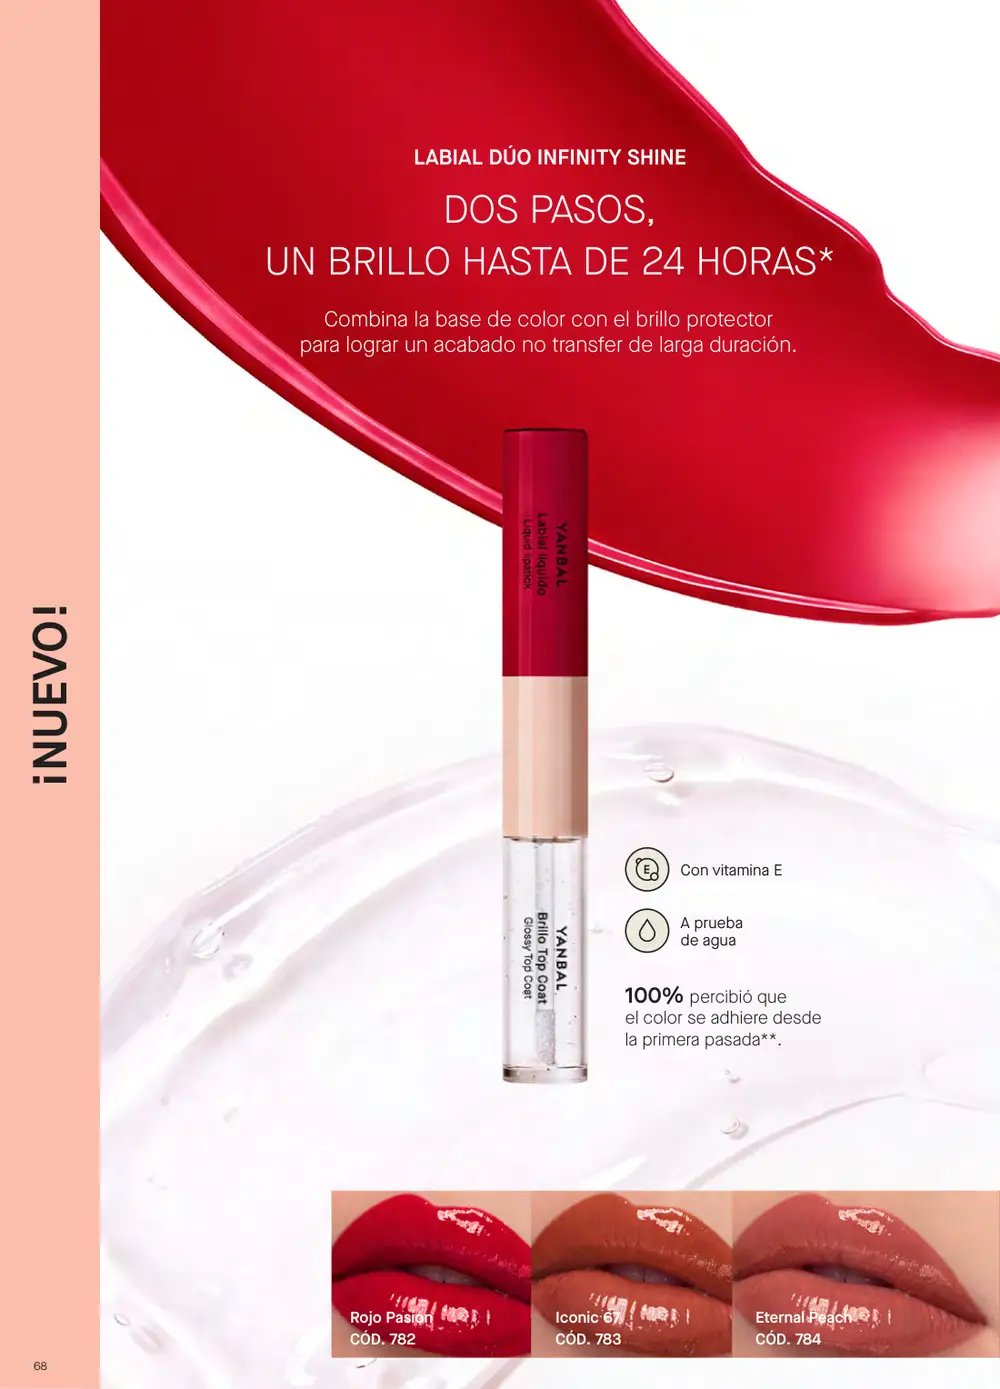 LABIAL DÚO INFINITY SHINE
DOS PASOS,
UN BRILLO HASTA DE 24 HORAS*
Combina la base de color con el brillo protector
para lograr un acabado no transfer de larga duración.
¡NUEVO!
YANBAL
Labial líquido
Liquid lipstick
YANBAL
Brillo Top Coat
Glossy Top Coat
E
Con vitamina E
A prueba
de agua
100% percibió que
el color se adhiere desde
la primera pasada**.
Rojo Pasión
CÓD. 782
Iconic 67
CÓD. 783
Eternal Peach
CÓD. 784
68